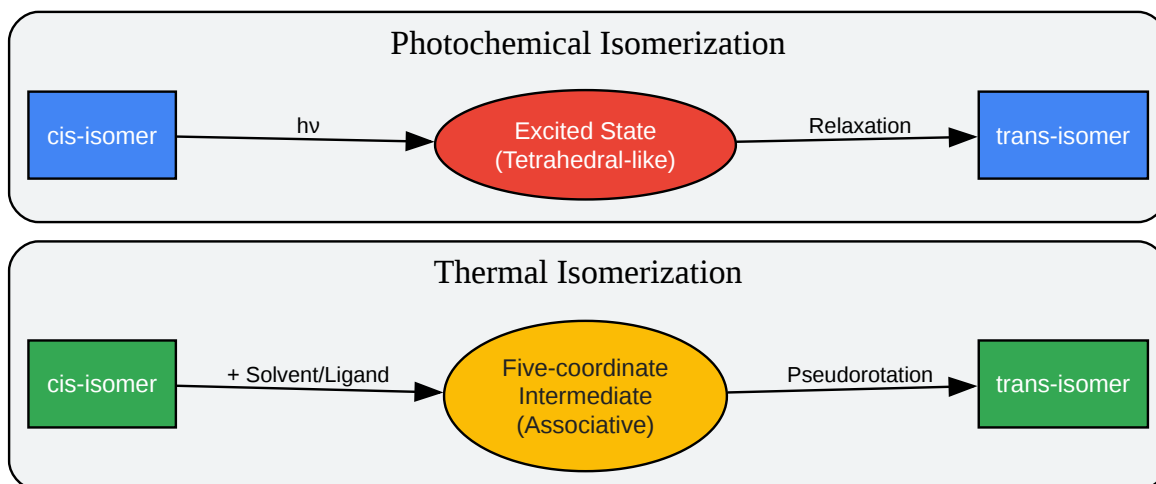 Photochemical Isomerization
cis-isomer
hν
Excited State
(Tetrahedral-like)
Relaxation
trans-isomer
Thermal Isomerization
cis-isomer
+ Solvent/Ligand
Five-coordinate
Intermediate
(Associative)
Pseudorotation
trans-isomer